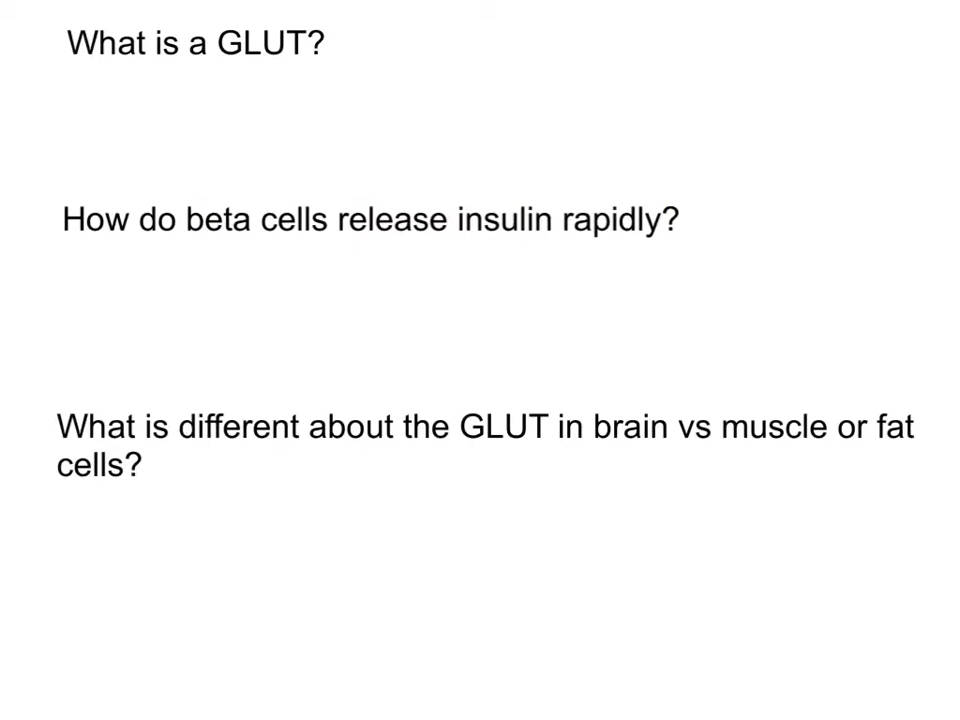 What is a GLUT?
How do beta cells release insulin rapidly?
What is different about the GLUT in brain vs muscle or fat
cells?